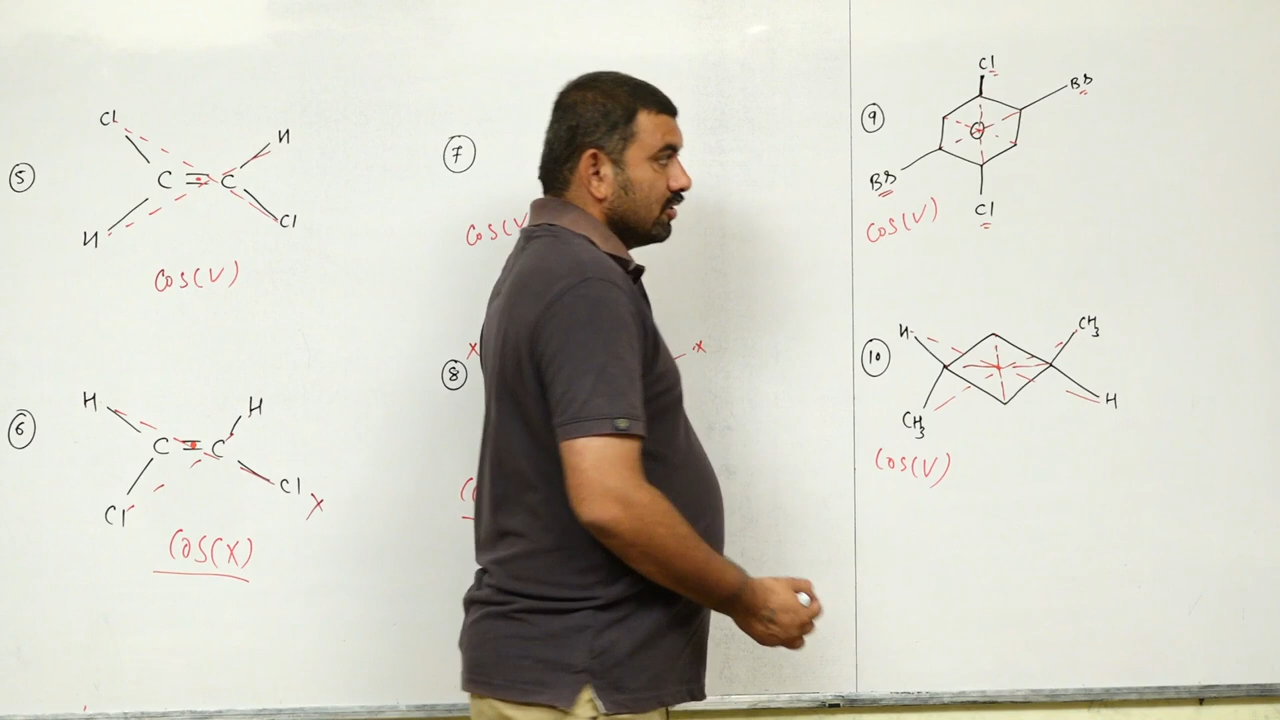 5
Cl
H
C = C
H
Cl
COS(V)
6
H
H
C = C
Cl
Cl X
COS(X)
7
COS(V
8
X
X
9
Cl
Br
Br
Cl
COS(V)
10
H
CH3
CH3
H
COS(V)